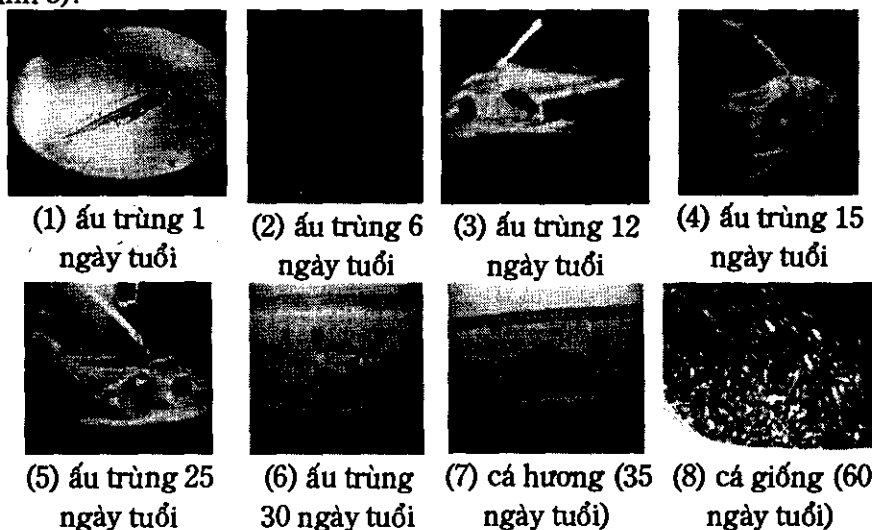 (1) ấu trùng 1
ngày tuổi
(2) ấu trùng 6
ngày tuổi
(3) ấu trùng 12
ngày tuổi
(4) ấu trùng 15
ngày tuổi
(5) ấu trùng 25
ngày tuổi
(6) ấu trùng
30 ngày tuổi
(7) cá hương (35
ngày tuổi)
(8) cá giống (60
ngày tuổi)